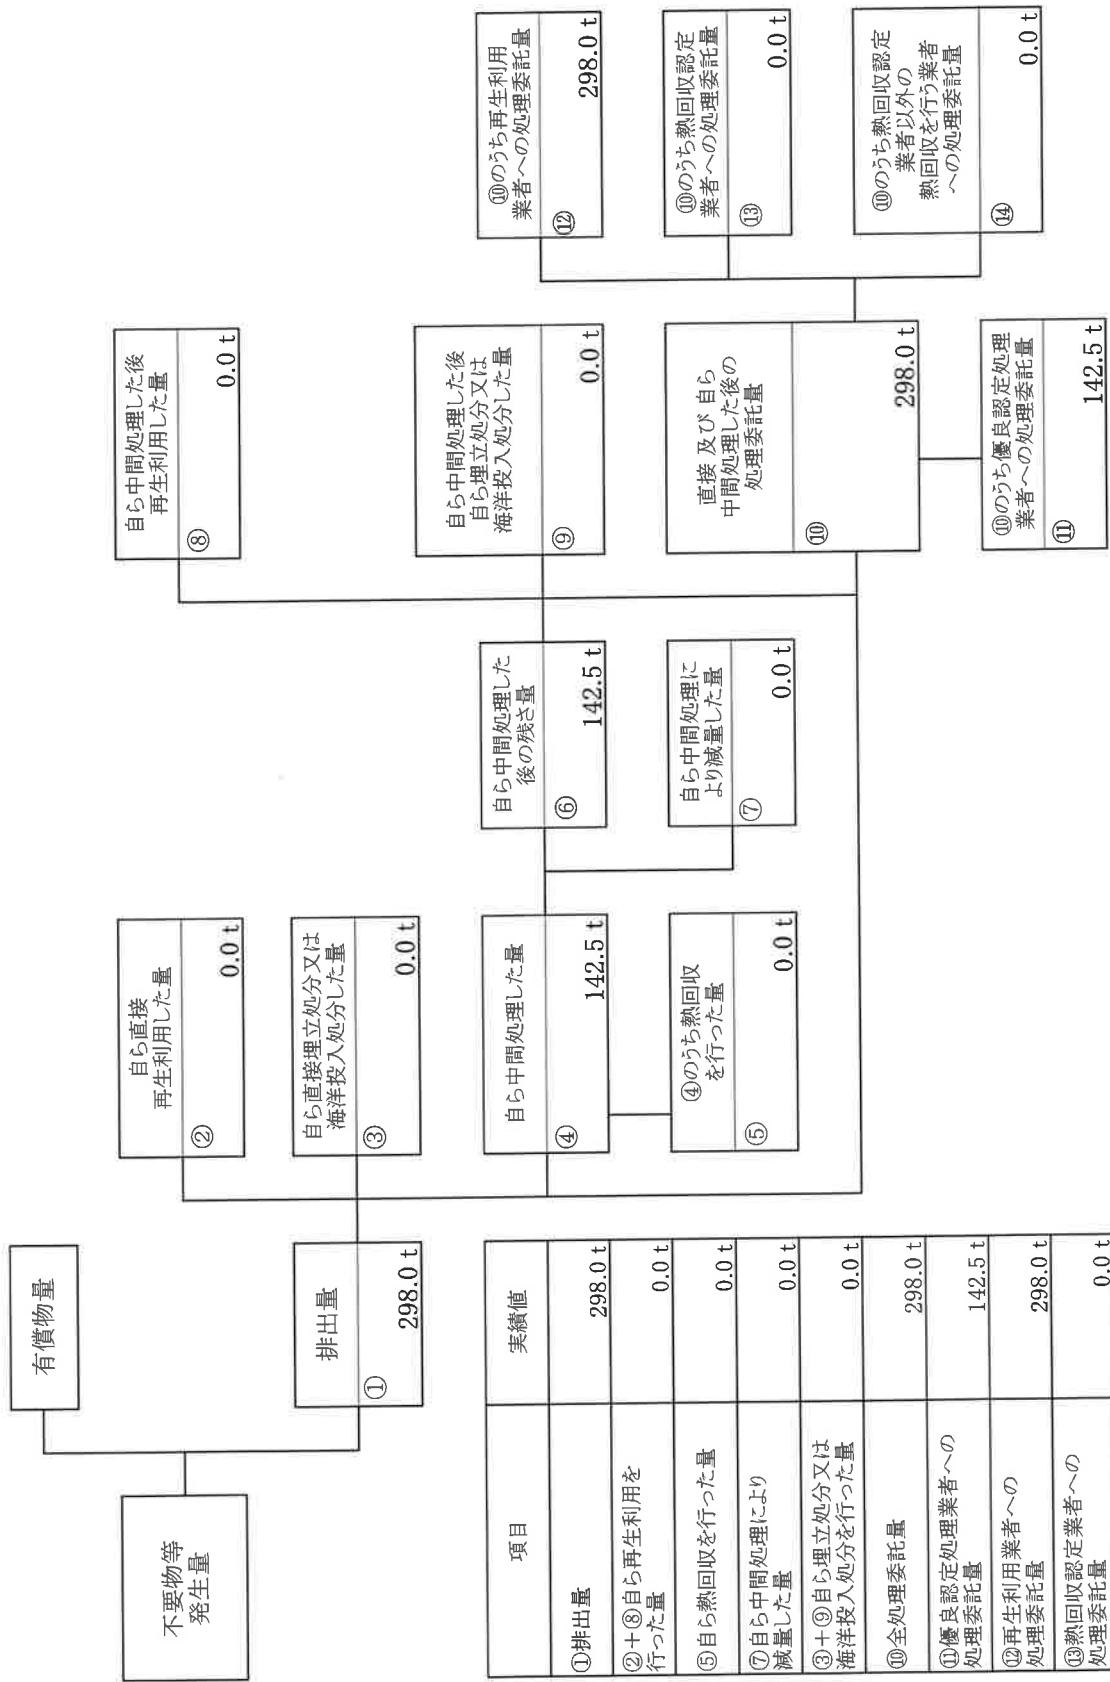 不要物等
発生量
有償物量
排出量
①
298.0 t
自ら直接
再生利用した量
②
0.0 t
自ら直接埋立処分又は
海洋投入処分した量
③
0.0 t
自ら中間処理した量
④
142.5 t
④のうち熱回収
を行った量
⑤
0.0 t
自ら中間処理した
後の残さ量
⑥
142.5 t
自ら中間処理に
より減量した量
⑦
0.0 t
自ら中間処理した後
再生利用した量
⑧
0.0 t
自ら中間処理した後
自ら埋立処分又は
海洋投入処分した量
⑨
0.0 t
直接 及び 自ら
中間処理した後の
処理委託量
⑩
298.0 t
⑩のうち優良認定処理
業者への処理委託量
⑪
142.5 t
⑩のうち再生利用
業者への処理委託量
⑫
298.0 t
⑩のうち熱回収認定
業者への処理委託量
⑬
0.0 t
⑩のうち熱回収認定
業者以外の
熱回収を行う業者
への処理委託量
⑭
0.0 t
項目
実績値
①排出量
298.0 t
②+⑧自ら再生利用を
行った量
0.0 t
⑤自ら熱回収を行った量
0.0 t
⑦自ら中間処理により
減量した量
0.0 t
③+⑨自ら埋立処分又は
海洋投入処分を行った量
0.0 t
⑩全処理委託量
298.0 t
⑪優良認定処理業者への
処理委託量
142.5 t
⑫再生利用業者への
処理委託量
298.0 t
⑬熱回収認定業者への
処理委託量
0.0 t